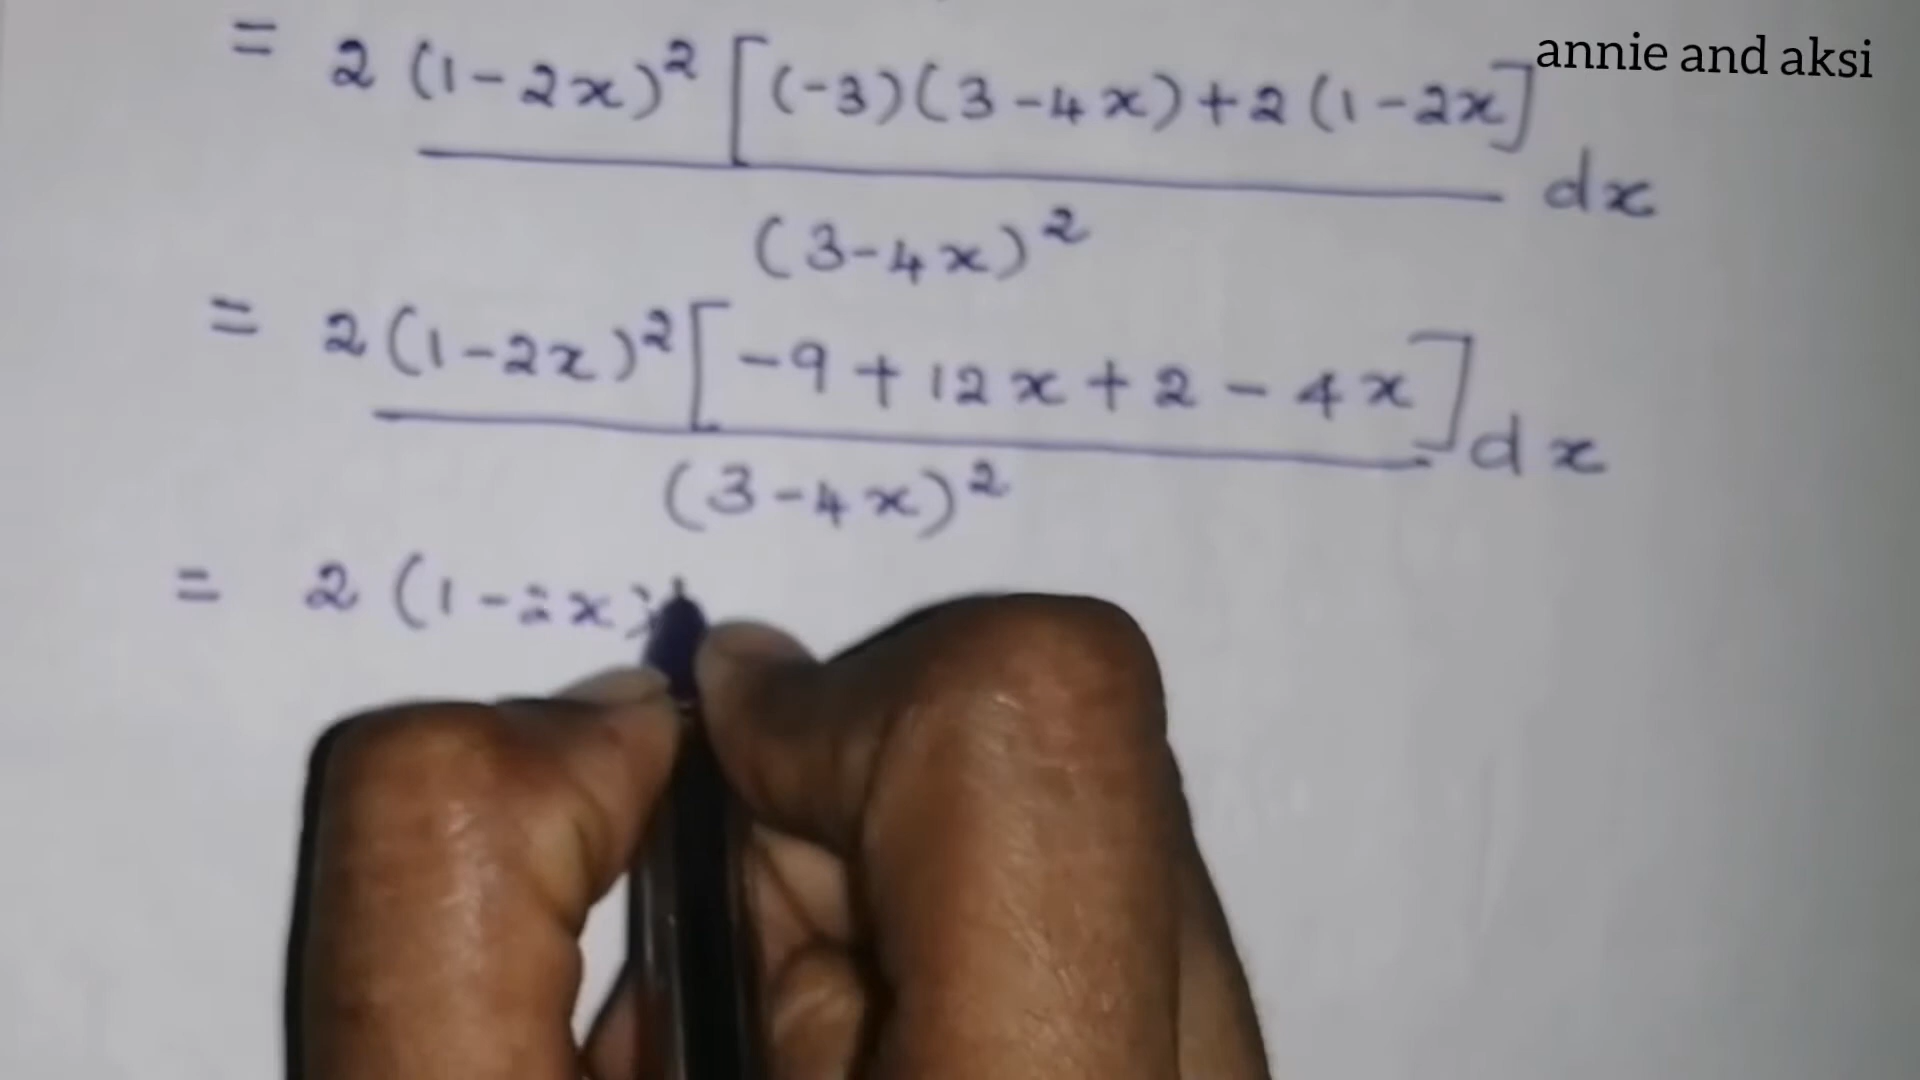 annie and aksi
= 2 (1-2x)² [(-3)(3-4x)+2(1-2x]
dx
(3-4x)²
= 2(1-2x)² [-9+12x+2-4x] dx
(3-4x)²
= 2 (1-2x)